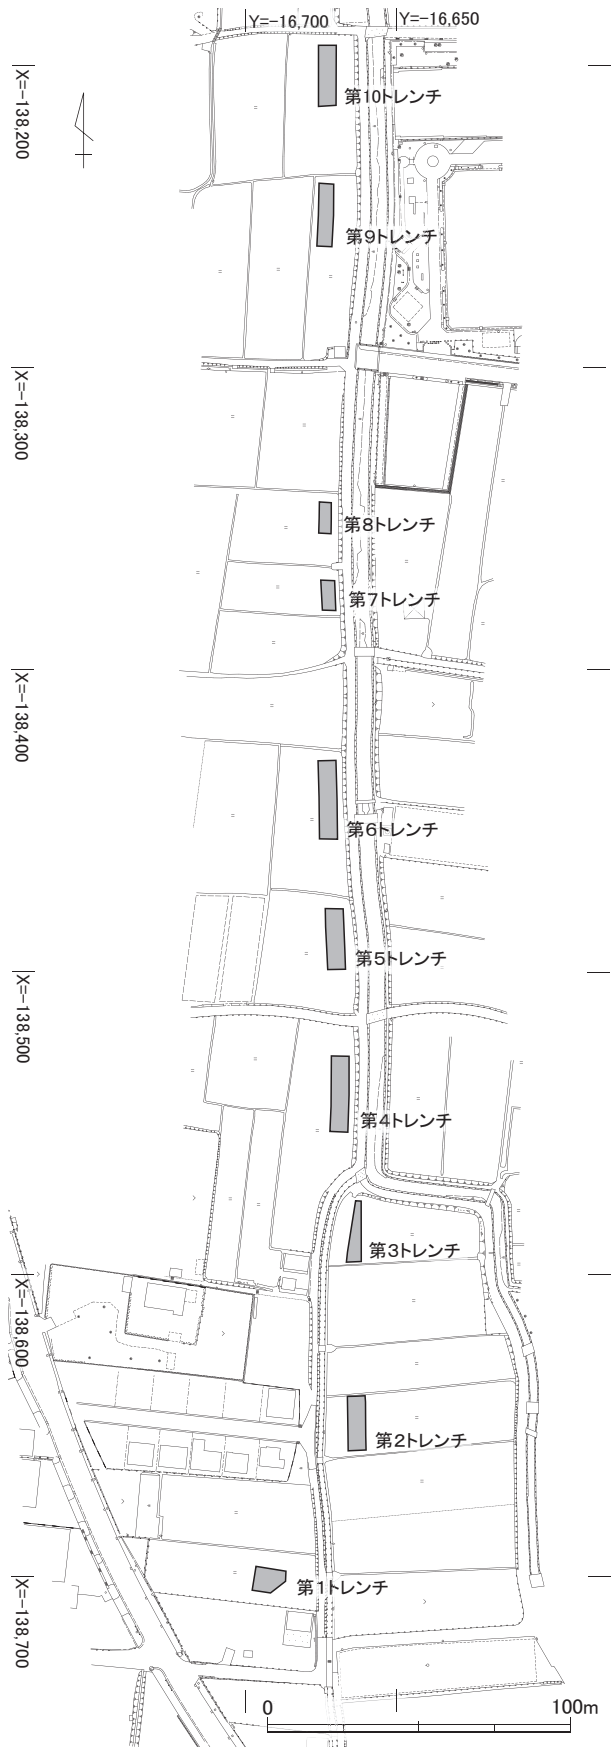 Y=-16,700
Y=-16,650
X=-138,200
第10トレンチ
第9トレンチ
X=-138,300
第8トレンチ
第7トレンチ
X=-138,400
第6トレンチ
第5トレンチ
X=-138,500
第4トレンチ
第3トレンチ
X=-138,600
第2トレンチ
第1トレンチ
X=-138,700
0
100m